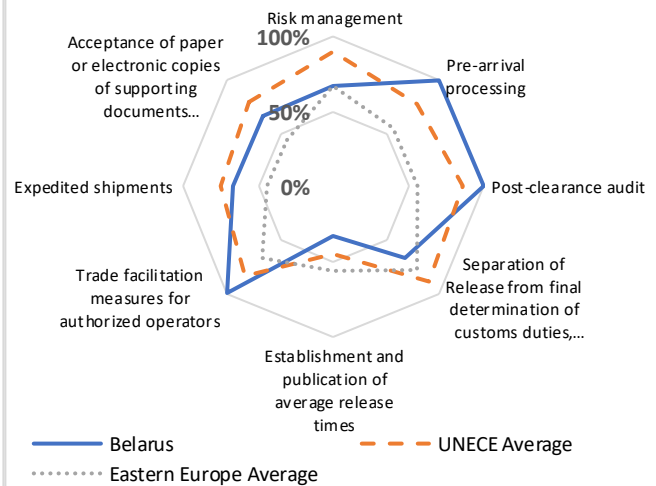 Risk management
100%
Acceptance of paper
or electronic copies
of supporting
documents…
Pre-arrival
processing
50%
Expedited shipments
0%
Post-clearance audit
Trade facilitation
measures for
authorized operators
Separation of
Release from final
determination of
customs duties,…
Establishment and
publication of
average release
times
Belarus
UNECE Average
Eastern Europe Average